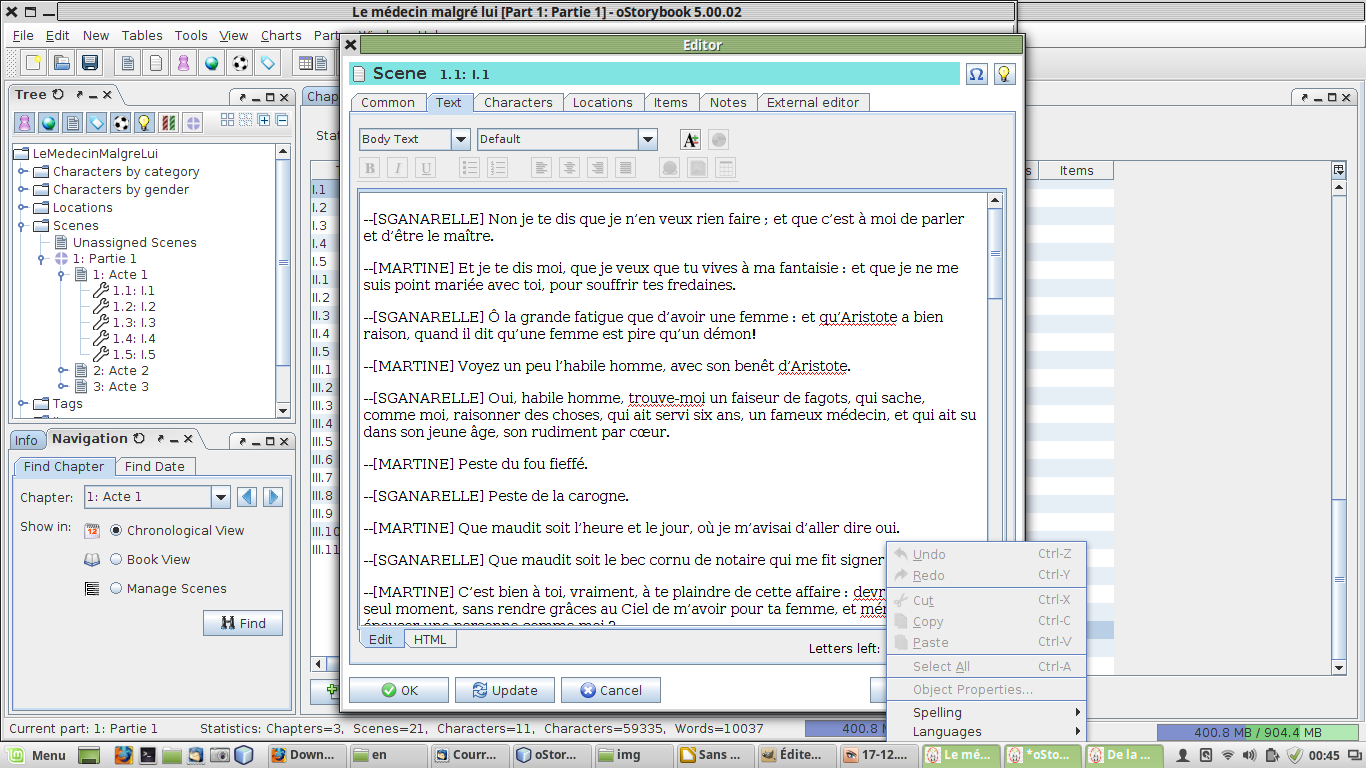 Le médecin malgré lui [Part 1: Partie 1] - oStorybook 5.00.02
File Edit New Tables Tools View Charts
Editor
Scene 1.1: I.1
Common Text Characters Locations Items Notes External editor
Body Text Default
B I U
Tree
LeMedecinMalgreLui
Characters by category
Characters by gender
Locations
Scenes
Unassigned Scenes
1: Partie 1
1: Acte 1
1.1: I.1
1.2: I.2
1.3: I.3
1.4: I.4
1.5: I.5
2: Acte 2
3: Acte 3
Tags
Info Navigation
Find Chapter Find Date
Chapter: 1: Acte 1
Show in: Chronological View
Book View
Manage Scenes
Find
I.1
I.2
I.3
I.4
I.5
II.1
II.2
II.3
II.4
II.5
III.1
III.2
III.3
III.4
III.5
III.6
III.7
III.8
III.9
III.10
III.11
Items
--[SGANARELLE] Non je te dis que je n’en veux rien faire ; et que c’est à moi de parler
et d’être le maître.
--[MARTINE] Et je te dis moi, que je veux que tu vives à ma fantaisie : et que je ne me
suis point mariée avec toi, pour souffrir tes fredaines.
--[SGANARELLE] Ô la grande fatigue que d’avoir une femme : et qu’Aristote a bien
raison, quand il dit qu’une femme est pire qu’un démon!
--[MARTINE] Voyez un peu l’habile homme, avec son benêt d’Aristote.
--[SGANARELLE] Oui, habile homme, trouve-moi un faiseur de fagots, qui sache,
comme moi, raisonner des choses, qui ait servi six ans, un fameux médecin, et qui ait su
dans son jeune âge, son rudiment par cœur.
--[MARTINE] Peste du fou fieffé.
--[SGANARELLE] Peste de la carogne.
--[MARTINE] Que maudit soit l’heure et le jour, où je m’avisai d’aller dire oui.
--[SGANARELLE] Que maudit soit le bec cornu de notaire qui me fit signer
--[MARTINE] C’est bien à toi, vraiment, à te plaindre de cette affaire :
seul moment, sans rendre grâces au Ciel de m’avoir pour ta femme, et
épouser une personne comme moi ?
Edit HTML
Letters left:
OK Update Cancel
Undo Ctrl-Z
Redo Ctrl-Y
Cut Ctrl-X
Copy Ctrl-C
Paste Ctrl-V
Select All Ctrl-A
Object Properties...
Spelling
Languages
Current part: 1: Partie 1 Statistics: Chapters=3, Scenes=21, Characters=11, Characters=59335, Words=10037 400.8 M
400.8 MB / 904.4 MB
Menu Down... en Courr... oStor... img Sans ... Édite... 17-12.... Le mé... *oSto... De la ... 00:45